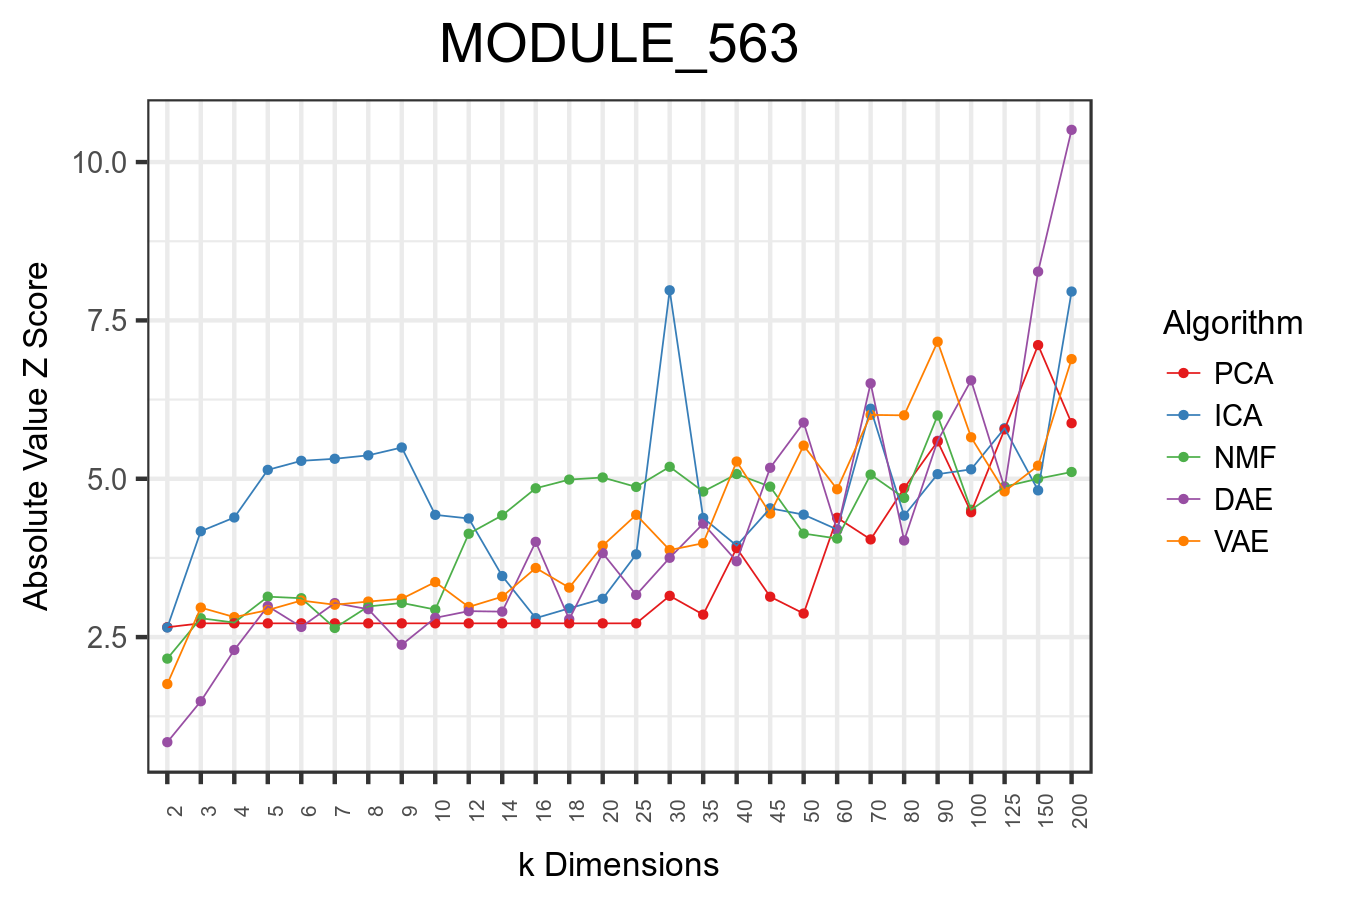 MODULE_563
Absolute Value Z Score
10.0
7.5
5.0
2.5
2 3 4 5 6 7 8 9 10 12 14 16 18 20 25 30 35 40 45 50 60 70 80 90 100 125 150 200
k Dimensions
Algorithm
PCA
ICA
NMF
DAE
VAE